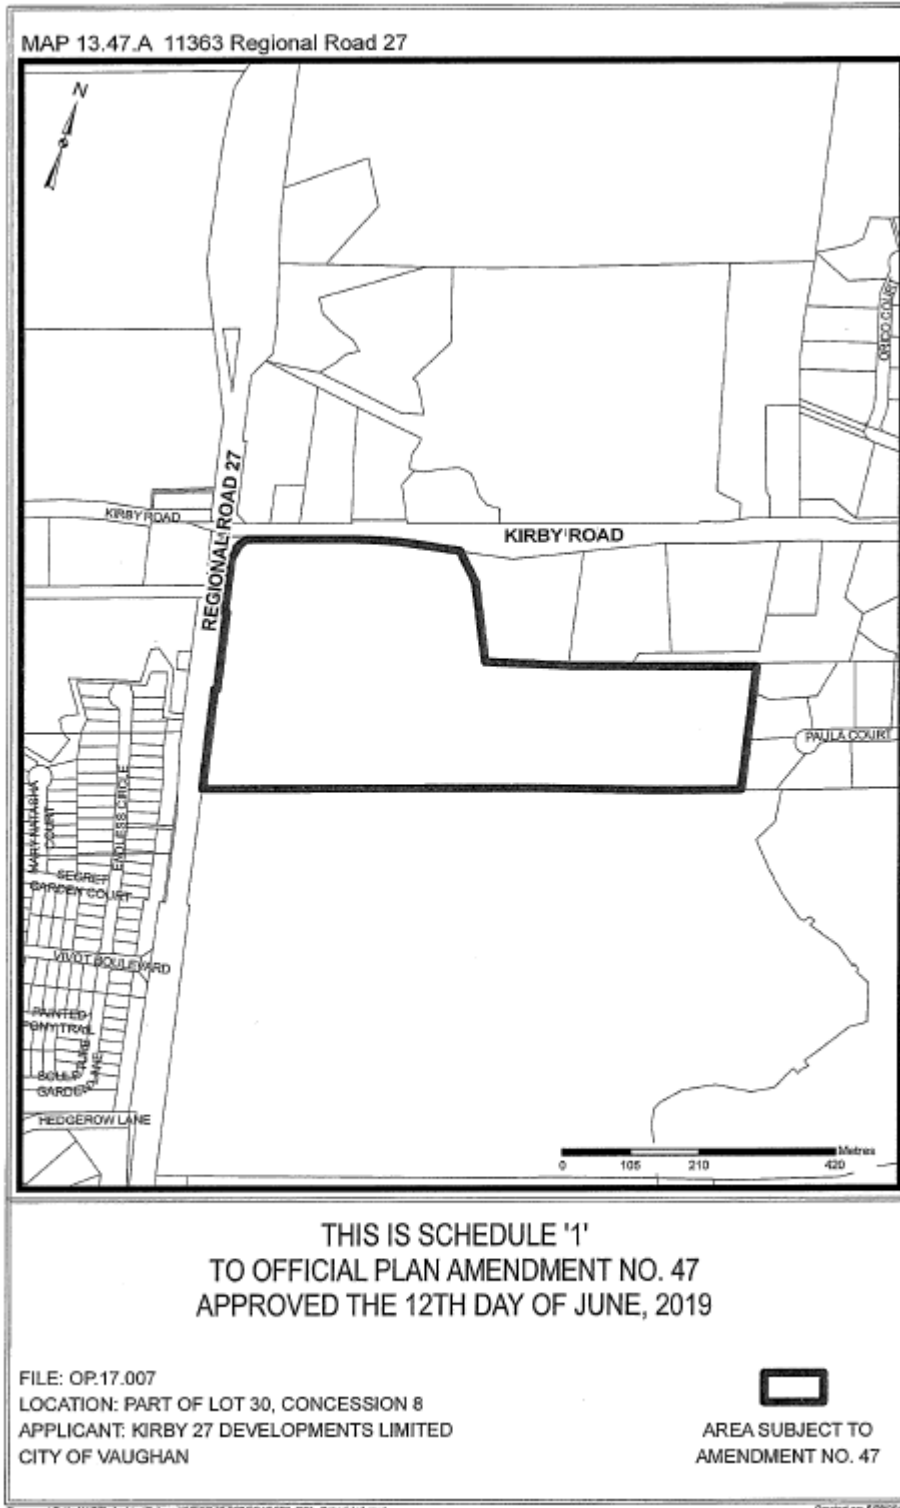 MAP 13.47.A 11363 Regional Road 27
N
ORICO COURT
REGIONAL ROAD 27
KIRBY ROAD
KIRBY ROAD
PAULA COURT
MARY NATASHA
COURT
ENDLESS CIRCLE
SECRET
GARDEN COURT
VIVOT BOULEVARD
PAINTED
PONY TRAIL
LANE
HEDGEROW LANE
Metres
0 105 210 420
THIS IS SCHEDULE '1'
TO OFFICIAL PLAN AMENDMENT NO. 47
APPROVED THE 12TH DAY OF JUNE, 2019
FILE: OP.17.007
LOCATION: PART OF LOT 30, CONCESSION 8
APPLICANT: KIRBY 27 DEVELOPMENTS LIMITED
CITY OF VAUGHAN
AREA SUBJECT TO
AMENDMENT NO. 47